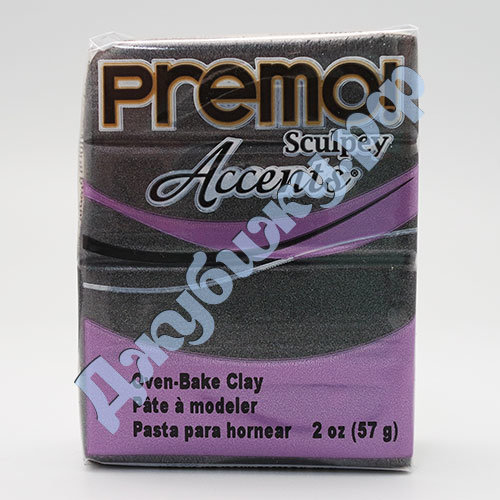 Premo!
Sculpey
Accents®
Oven-Bake Clay
Pâte à modeler
Pasta para hornear 2 oz (57 g)